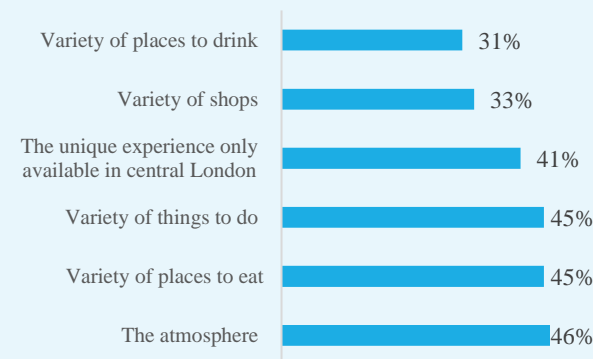 Variety of places to drink 31%
Variety of shops 33%
The unique experience only
available in central London 41%
Variety of things to do 45%
Variety of places to eat 45%
The atmosphere 46%